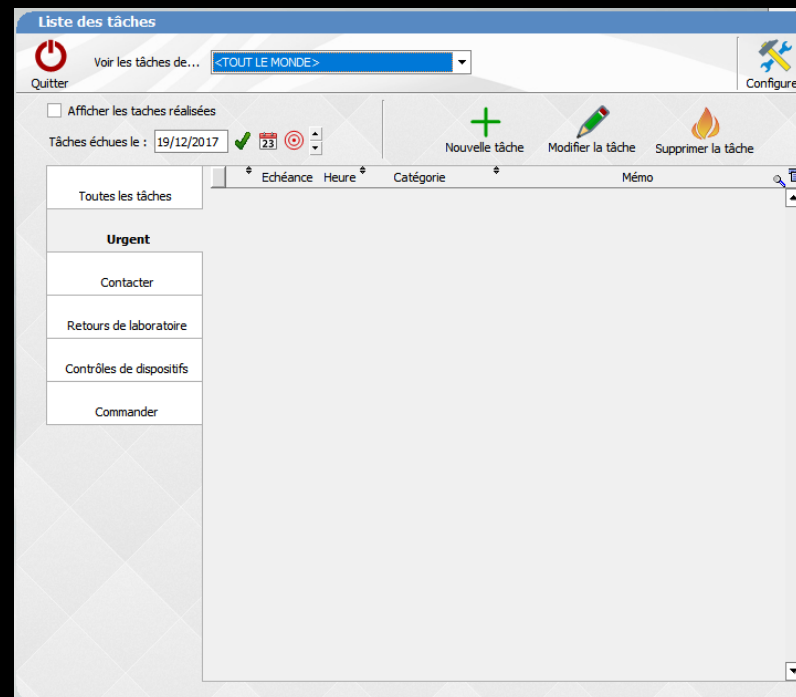 Liste des tâches
Voir les tâches de... <TOUT LE MONDE>
Quitter
Configure
Afficher les taches réalisées
Tâches échues le : 19/12/2017 23
Nouvelle tâche Modifier la tâche Supprimer la tâche
Echéance Heure Catégorie Mémo
Toutes les tâches
Urgent
Contacter
Retours de laboratoire
Contrôles de dispositifs
Commander